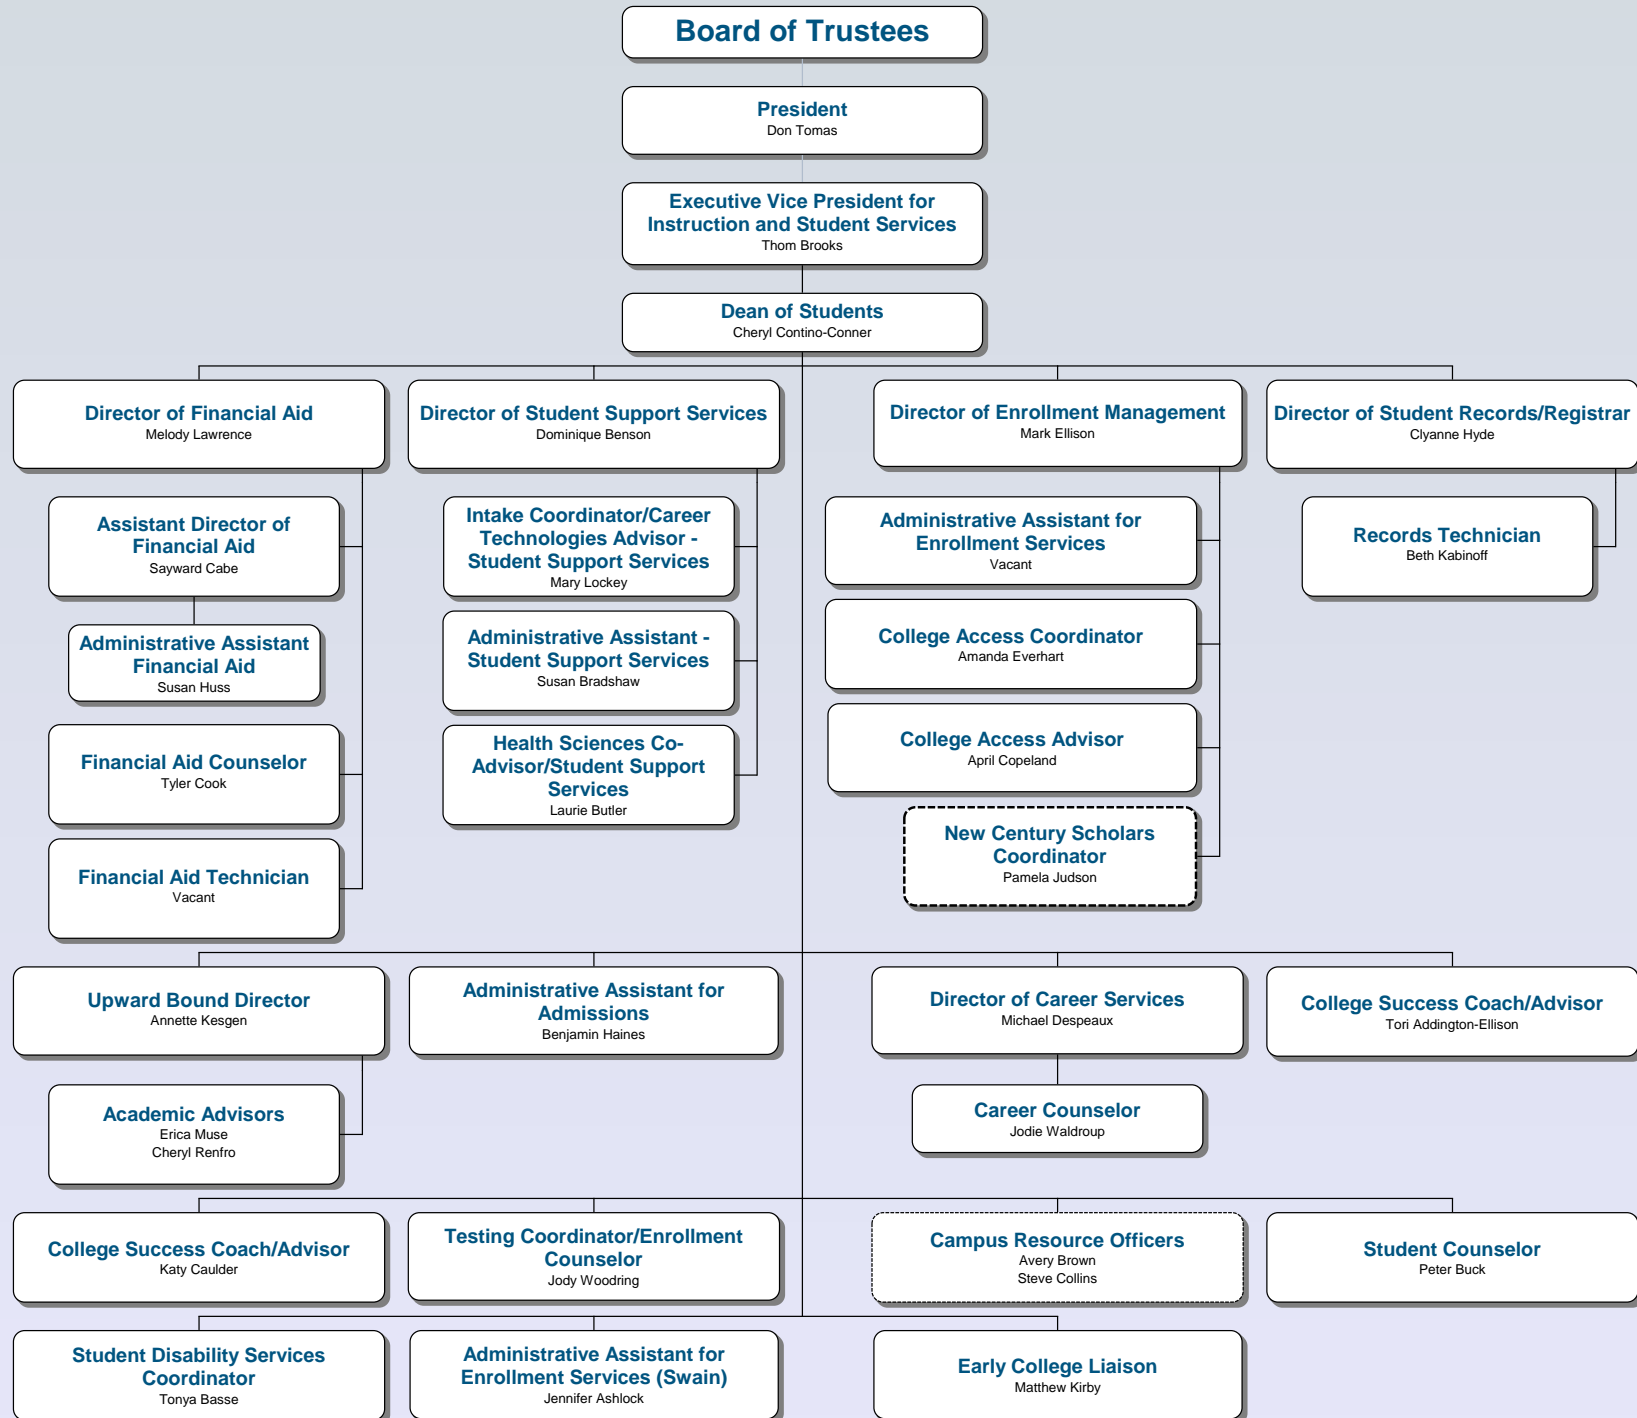 Board of Trustees
President
Don Tomas
Executive Vice President for
Instruction and Student Services
Thom Brooks
Dean of Students
Cheryl Contino-Conner
Director of Financial Aid
Melody Lawrence
Director of Student Support Services
Dominique Benson
Director of Enrollment Management
Mark Ellison
Director of Student Records/Registrar
Clyanne Hyde
Assistant Director of
Financial Aid
Sayward Cabe
Administrative Assistant
Financial Aid
Susan Huss
Financial Aid Counselor
Tyler Cook
Financial Aid Technician
Vacant
Intake Coordinator/Career
Technologies Advisor -
Student Support Services
Mary Lockey
Administrative Assistant -
Student Support Services
Susan Bradshaw
Health Sciences Co-
Advisor/Student Support
Services
Laurie Butler
Administrative Assistant for
Enrollment Services
Vacant
College Access Coordinator
Amanda Everhart
College Access Advisor
April Copeland
New Century Scholars
Coordinator
Pamela Judson
Records Technician
Beth Kabinoff
Upward Bound Director
Annette Kesgen
Administrative Assistant for
Admissions
Benjamin Haines
Director of Career Services
Michael Despeaux
College Success Coach/Advisor
Tori Addington-Ellison
Academic Advisors
Erica Muse
Cheryl Renfro
Career Counselor
Jodie Waldroup
College Success Coach/Advisor
Katy Caulder
Testing Coordinator/Enrollment
Counselor
Jody Woodring
Campus Resource Officers
Avery Brown
Steve Collins
Student Counselor
Peter Buck
Student Disability Services
Coordinator
Tonya Basse
Administrative Assistant for
Enrollment Services (Swain)
Jennifer Ashlock
Early College Liaison
Matthew Kirby